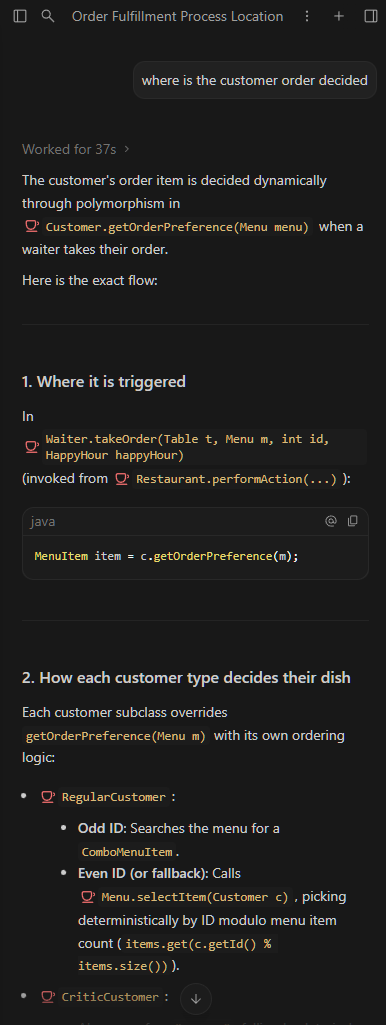 Order Fulfillment Process Location
where is the customer order decided
Worked for 37s
The customer's order item is decided dynamically
through polymorphism in
Customer.getOrderPreference(Menu menu) when a
waiter takes their order.
Here is the exact flow:
1. Where it is triggered
In
Waiter.takeOrder(Table t, Menu m, int id,
HappyHour happyHour)
(invoked from Restaurant.performAction(...) ):
java
MenuItem item = c.getOrderPreference(m);
2. How each customer type decides their dish
Each customer subclass overrides
getOrderPreference(Menu m) with its own ordering
logic:
• RegularCustomer :
• Odd ID: Searches the menu for a
ComboMenuItem .
• Even ID (or fallback): Calls
Menu.selectItem(Customer c) , picking
deterministically by ID modulo menu item
count ( items.get(c.getId() %
items.size()) ).
• CriticCustomer :